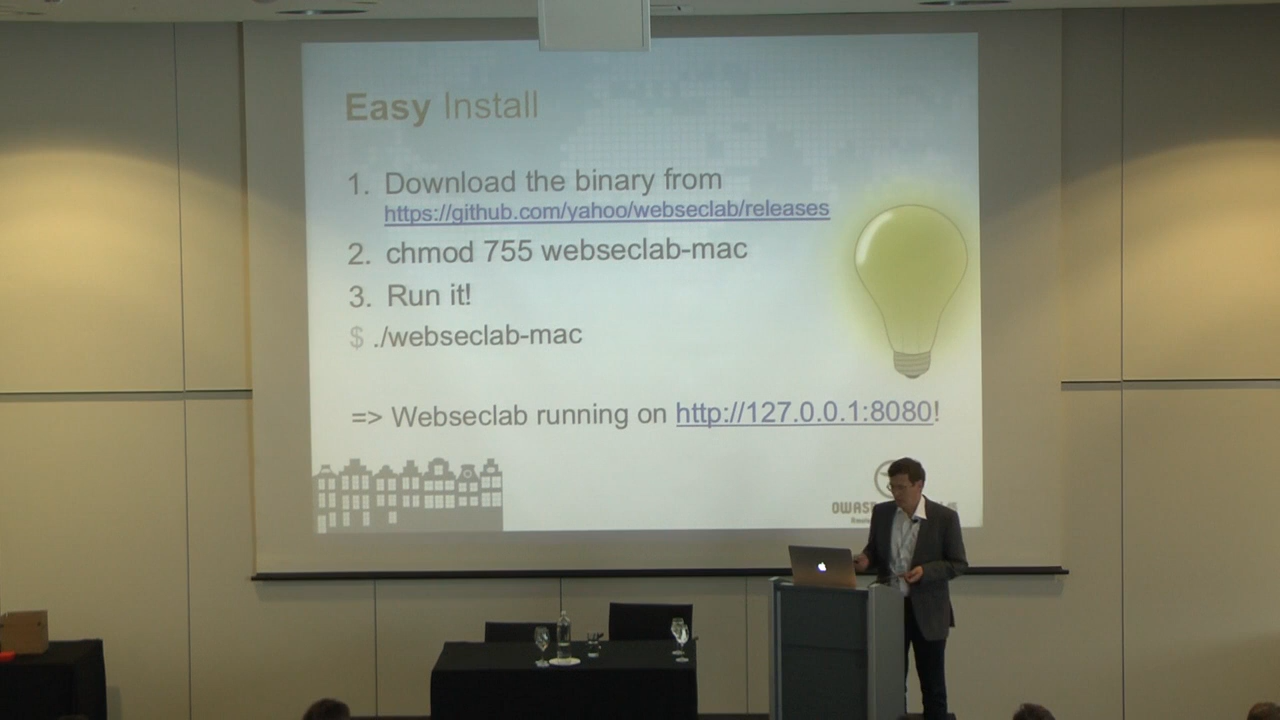 Easy Install
1. Download the binary from
https://github.com/yahoo/webseclab/releases
2. chmod 755 webseclab-mac
3. Run it!
$ ./webseclab-mac
=> Webseclab running on http://127.0.0.1:8080!